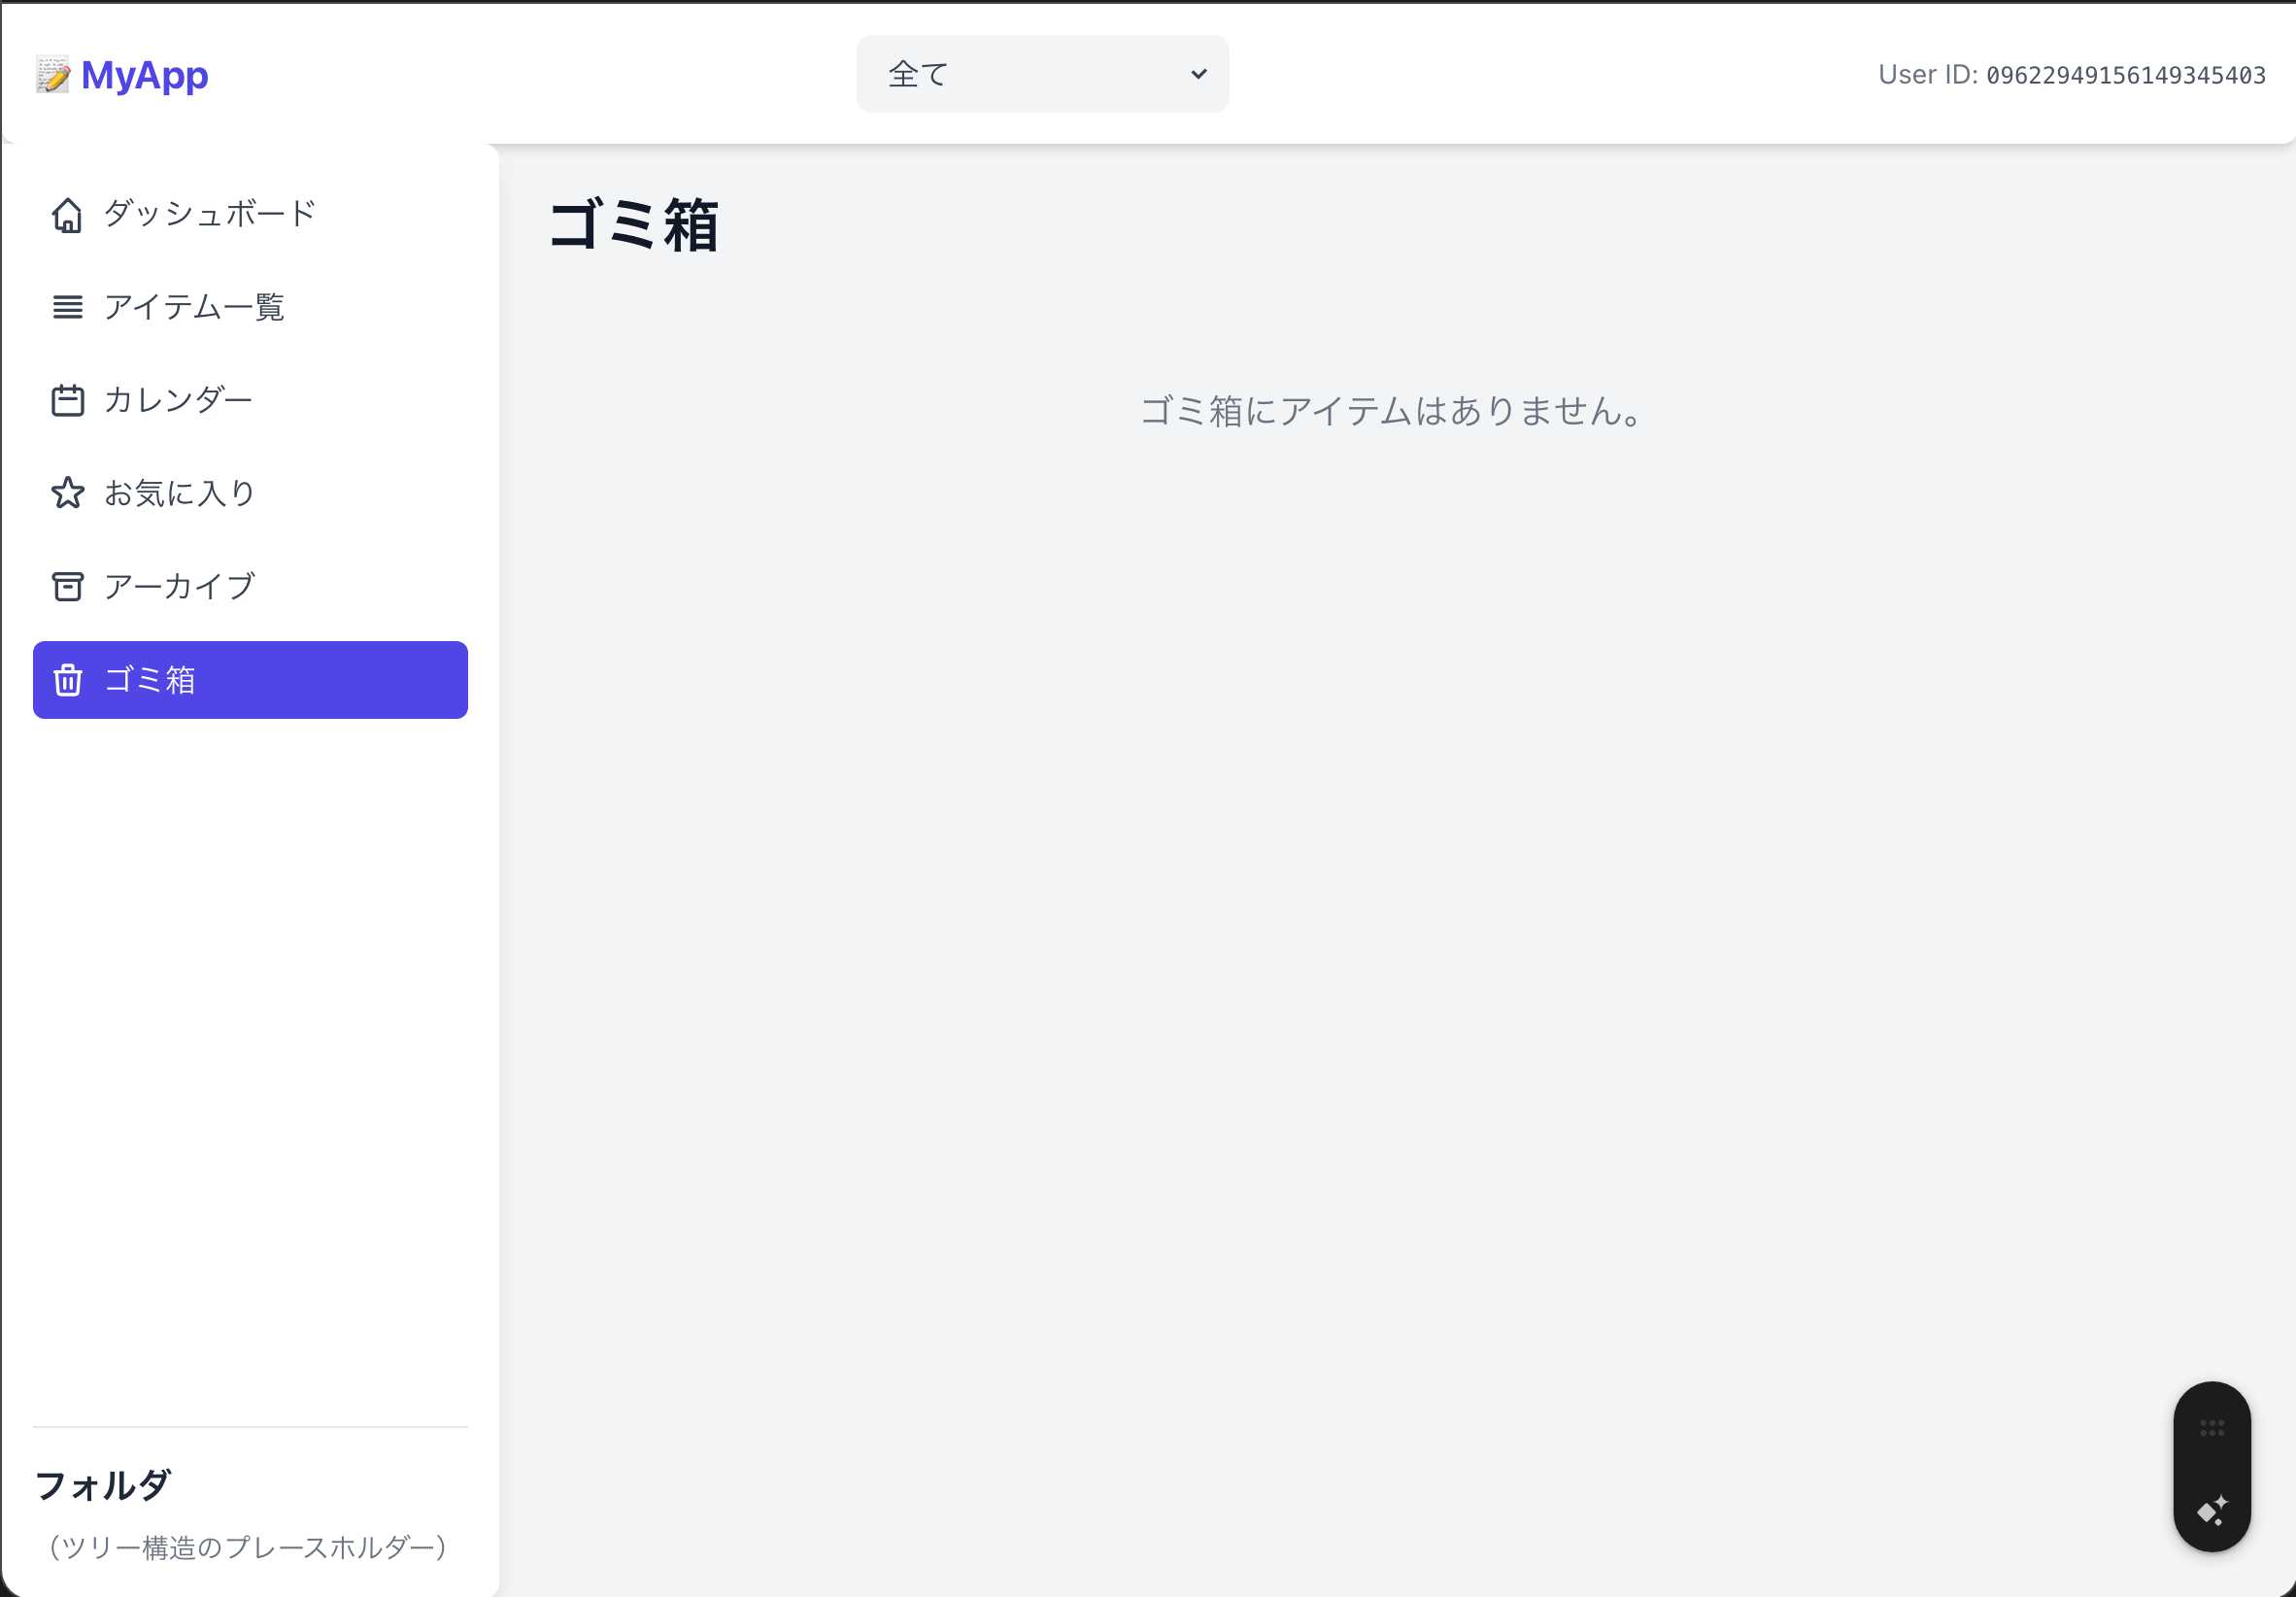 MyApp
全て
User ID: 09622949156149345403
ダッシュボード
アイテム一覧
カレンダー
お気に入り
アーカイブ
ゴミ箱
フォルダ
（ツリー構造のプレースホルダー）
ゴミ箱
ゴミ箱にアイテムはありません。